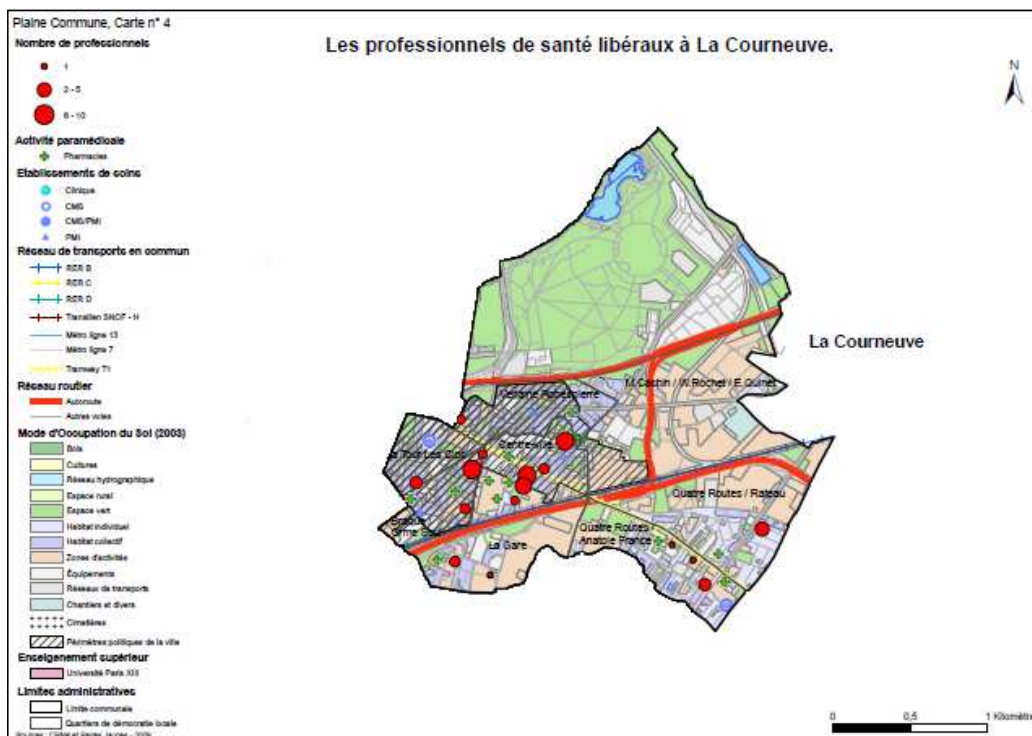 Plaine Commune, Carte n° 4
Les professionnels de santé libéraux à La Courneuve.
Nombre de professionnels
1
2 - 5
6 - 10
Activité paramédicale
Pharmacies
Etablissements de soins
Clinique
CMS
CMS/PMI
PMI
Réseau de transports en commun
RER B
RER C
RER D
Transilien SNCF - H
Métro ligne 13
Métro ligne 7
Tramway T1
Réseau routier
Autoroute
Autres voies
Mode d'Occupation du Sol (2003)
Bois
Cultures
Réseau hydrographique
Espace rural
Espace vert
Habitat individuel
Habitat collectif
Zones d'activité
Équipements
Réseaux de transports
Chantiers et divers
Cimetières
Périmètres politiques de la ville
Enseignement supérieur
Université Paris XIII
Limites administratives
Limite communale
Quartiers de démocratie locale
N
La Courneuve
M.Cachin / W.Rochet / E.Quinet
Robespierre
Centre-ville
La Tour Les Clos
Quatre Routes / Rateau
Quatre Routes
Anatole France
La Gare
0 0,5 1 Kilomètre